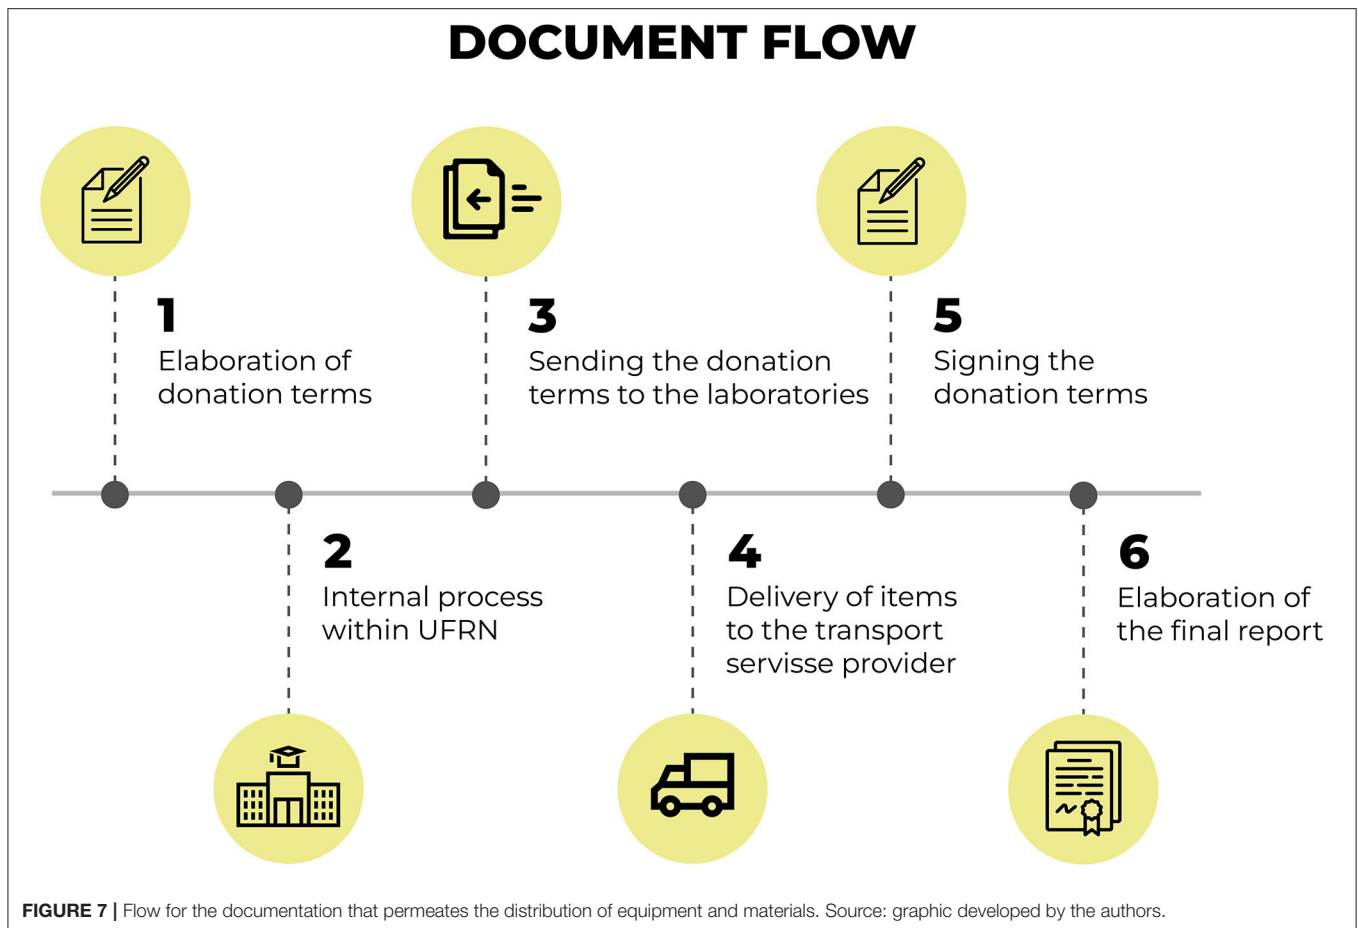 DOCUMENT FLOW
1
Elaboration of
donation terms
2
Internal process
within UFRN
3
Sending the donation
terms to the laboratories
4
Delivery of items
to the transport
servisse provider
5
Signing the
donation terms
6
Elaboration of
the final report
FIGURE 7 | Flow for the documentation that permeates the distribution of equipment and materials. Source: graphic developed by the authors.